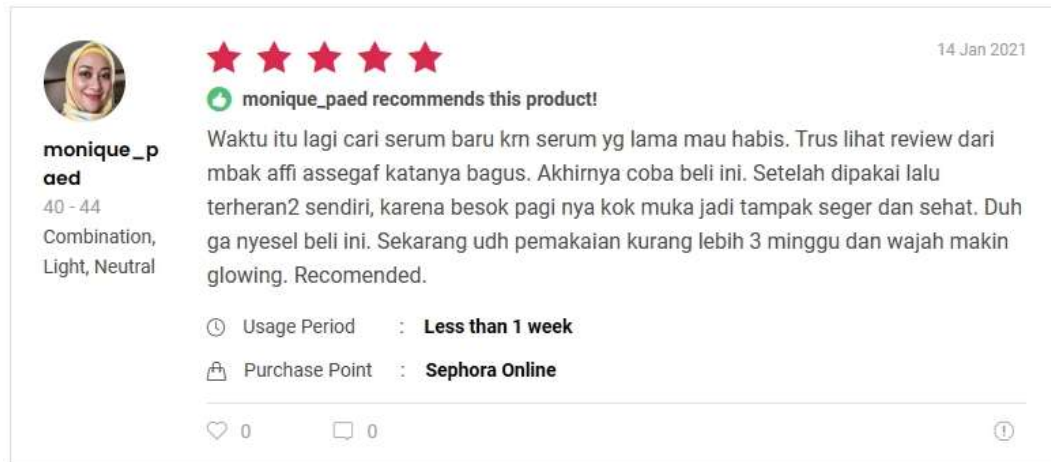 14 Jan 2021
monique_paed recommends this product!
monique_p
aed
40 - 44
Combination,
Light, Neutral
Waktu itu lagi cari serum baru krn serum yg lama mau habis. Trus lihat review dari
mbak affi assegaf katanya bagus. Akhirnya coba beli ini. Setelah dipakai lalu
terheran2 sendiri, karena besok pagi nya kok muka jadi tampak seger dan sehat. Duh
ga nyesel beli ini. Sekarang udh pemakaian kurang lebih 3 minggu dan wajah makin
glowing. Recomended.
Usage Period : Less than 1 week
Purchase Point : Sephora Online
0 0